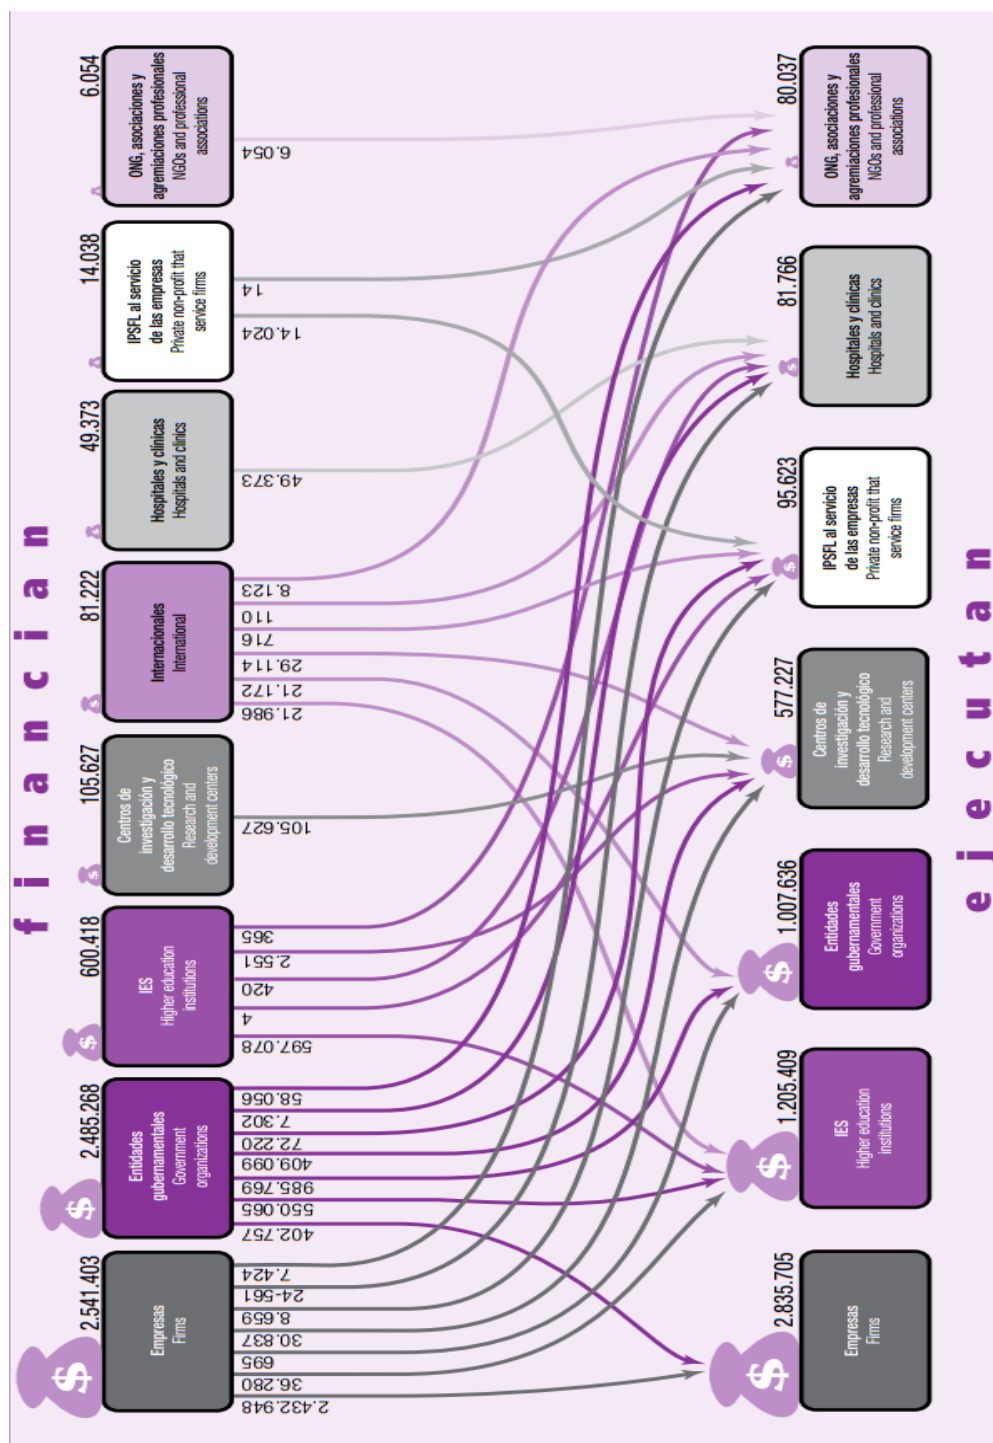 financian
2.541.403
Empresas
Firms
2.485.268
Entidades
gubernamentales
Government
organizations
600.418
IES
Higher education
institutions
105.627
Centros de
investigación y
desarrollo tecnológico
Research and
development centers
81.222
Internacionales
International
49.373
Hospitales y clínicas
Hospitals and clinics
14.038
IPSFL al servicio
de las empresas
Private non-profit that
service firms
6.054
ONG, asociaciones y
agremiaciones profesionales
NGOs and professional
associations
2.432.948
36.280
695
30.837
8.659
24-561
7.424
402.757
550.065
985.769
409.099
72.220
7.302
58.056
597.078
4
420
2.551
365
105.627
21.986
21.172
29.114
716
110
8.123
49.373
14.024
14
6.054
2.835.705
Empresas
Firms
1.205.409
IES
Higher education
institutions
1.007.636
Entidades
gubernamentales
Government
organizations
577.227
Centros de
investigación y
desarrollo tecnológico
Research and
development centers
95.623
IPSFL al servicio
de las empresas
Private non-profit that
service firms
81.766
Hospitales y clínicas
Hospitals and clinics
80.037
ONG, asociaciones y
agremiaciones profesionales
NGOs and professional
associations
ejecutan